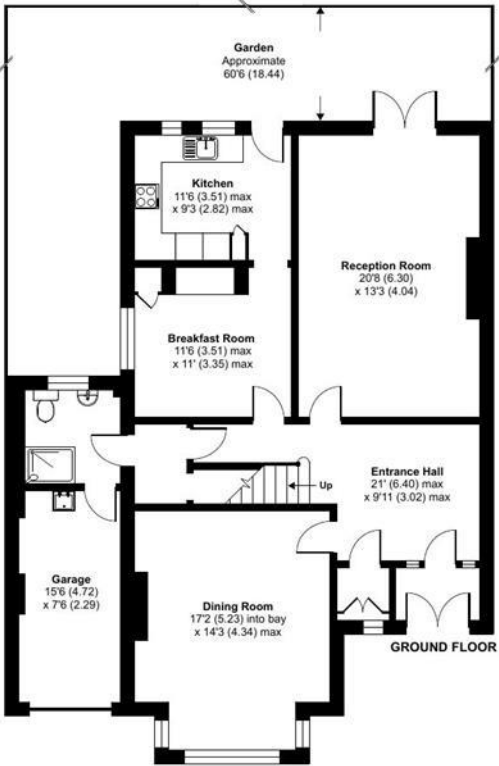 Garden
Approximate
60'6 (18.44)
Kitchen
11'6 (3.51) max
x 9'3 (2.82) max
Reception Room
20'8 (6.30)
x 13'3 (4.04)
Breakfast Room
11'6 (3.51) max
x 11' (3.35) max
Entrance Hall
21' (6.40) max
x 9'11 (3.02) max
Up
Garage
15'6 (4.72)
x 7'6 (2.29)
Dining Room
17'2 (5.23) into bay
x 14'3 (4.34) max
GROUND FLOOR